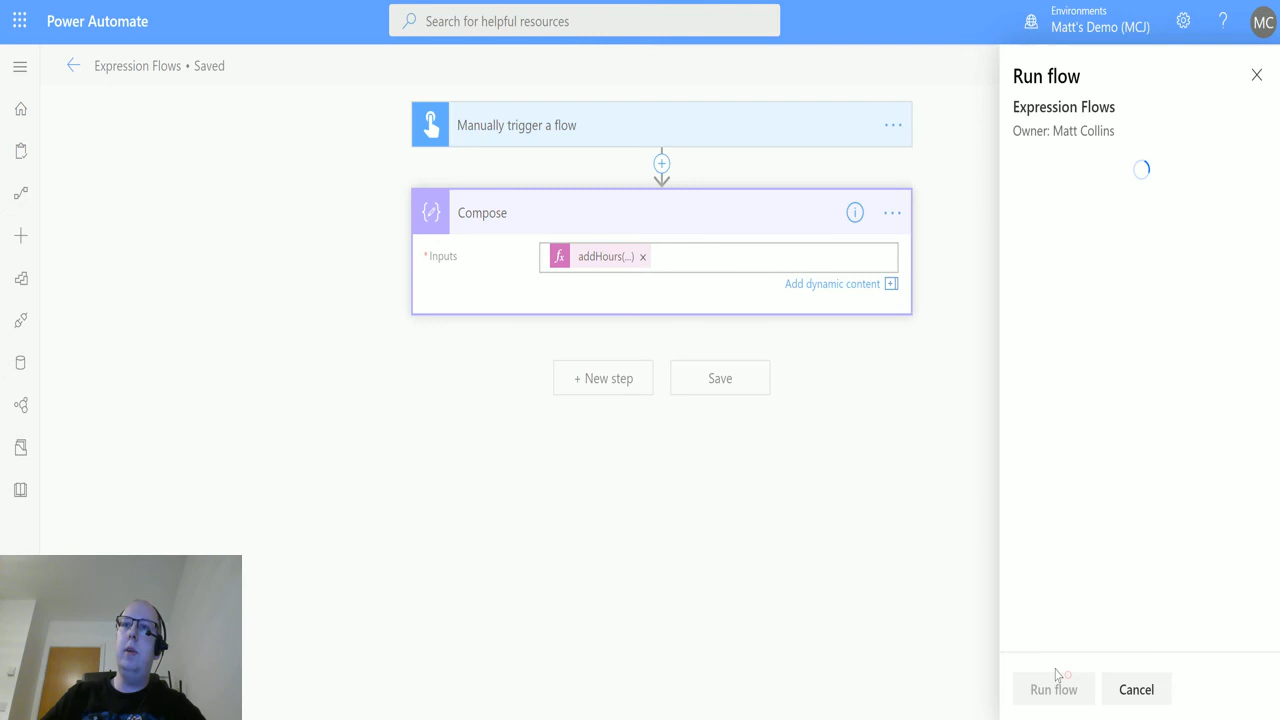 Power Automate
Search for helpful resources
Environments
Matt's Demo (MCJ)
?
MC
Expression Flows • Saved
Manually trigger a flow
Compose
* Inputs
fx addHours(...) x
Add dynamic content
+ New step
Save
Run flow
Expression Flows
Owner: Matt Collins
Run flow
Cancel